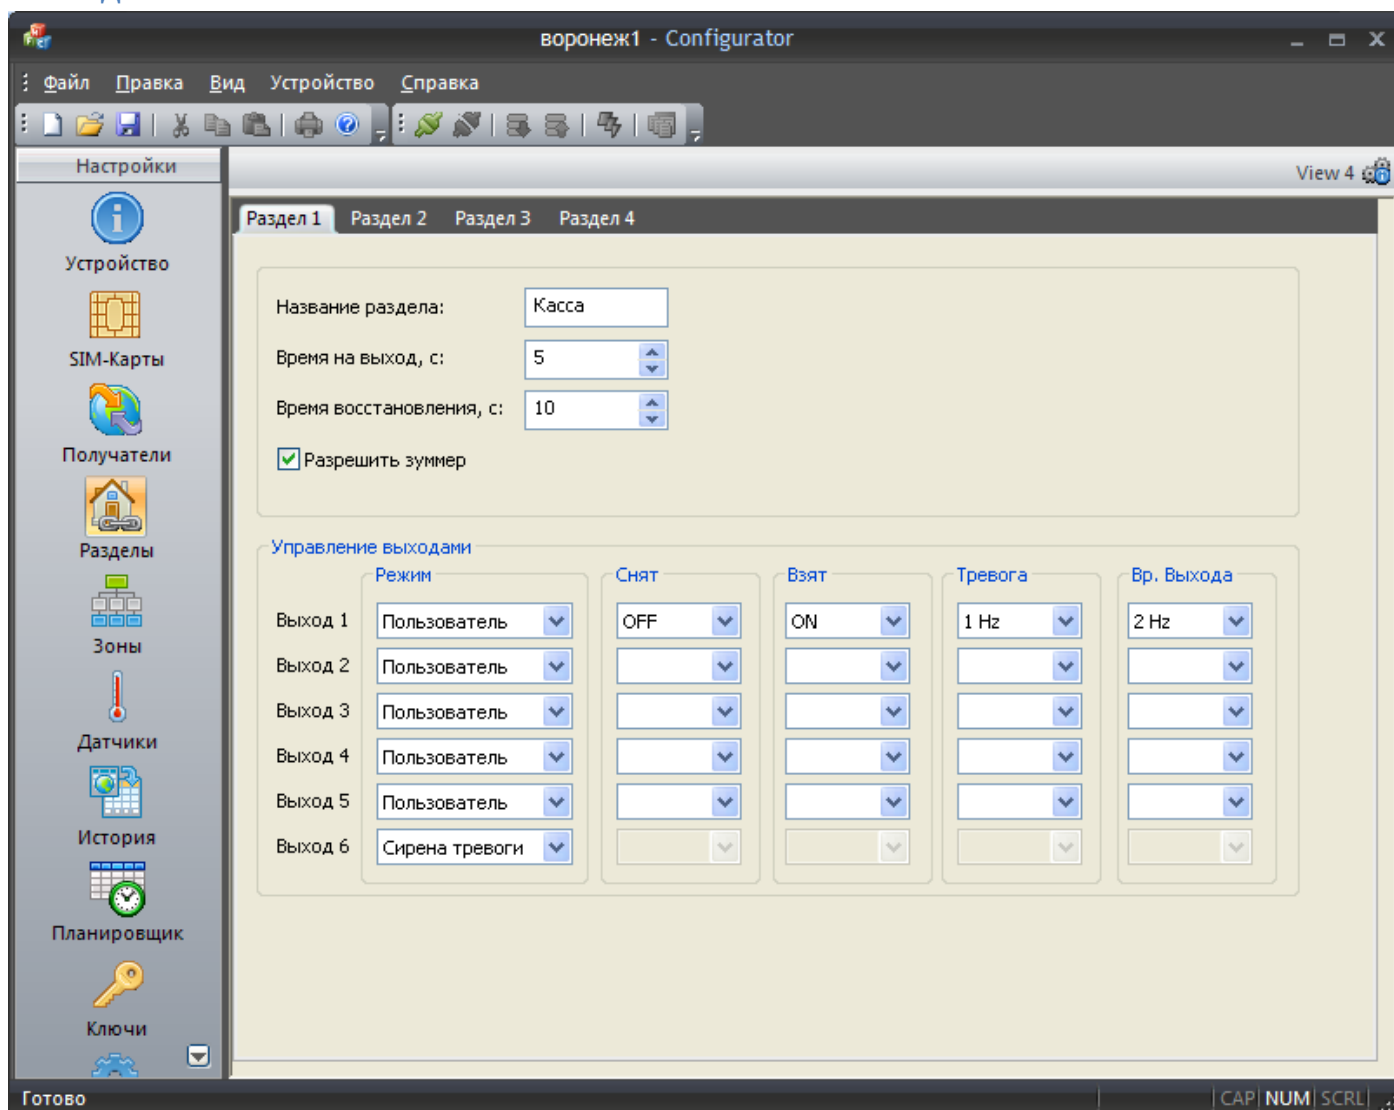 воронеж1 - Configurator
Файл Правка Вид Устройство Справка
Настройки
View 4
Устройство
SIM-Карты
Получатели
Разделы
Зоны
Датчики
История
Планировщик
Ключи
Раздел 1 Раздел 2 Раздел 3 Раздел 4
Название раздела: Касса
Время на выход, с: 5
Время восстановления, с: 10
Разрешить зуммер
Управление выходами
Режим Снят Взят Тревога Вр. Выхода
Выход 1 Пользователь OFF ON 1 Hz 2 Hz
Выход 2 Пользователь
Выход 3 Пользователь
Выход 4 Пользователь
Выход 5 Пользователь
Выход 6 Сирена тревоги
Готово CAP NUM SCRL